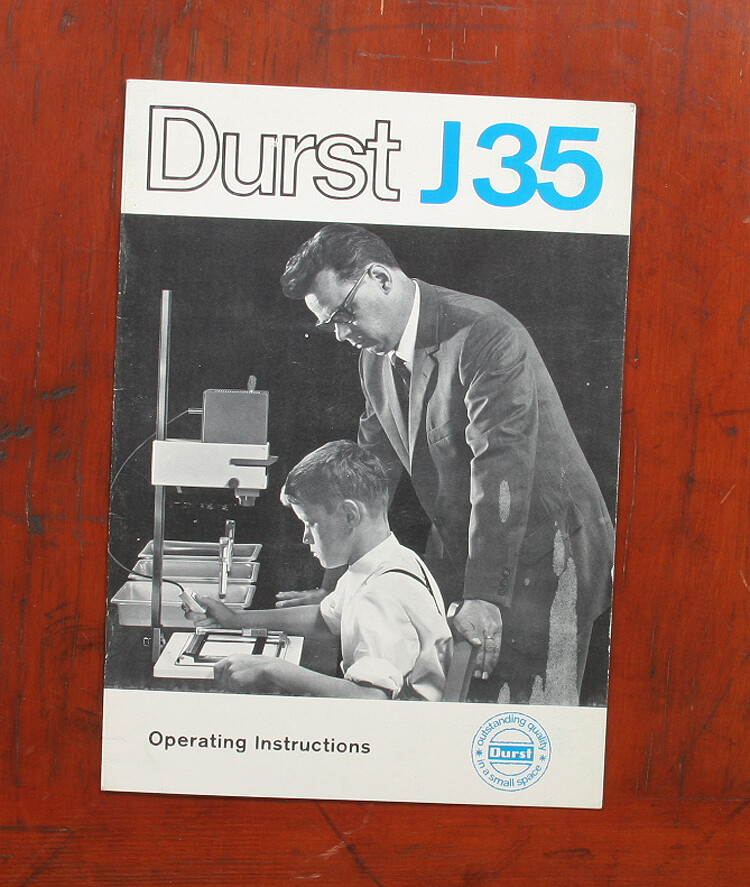 Durst J35
Operating Instructions
outstanding quality
Durst
in a small space